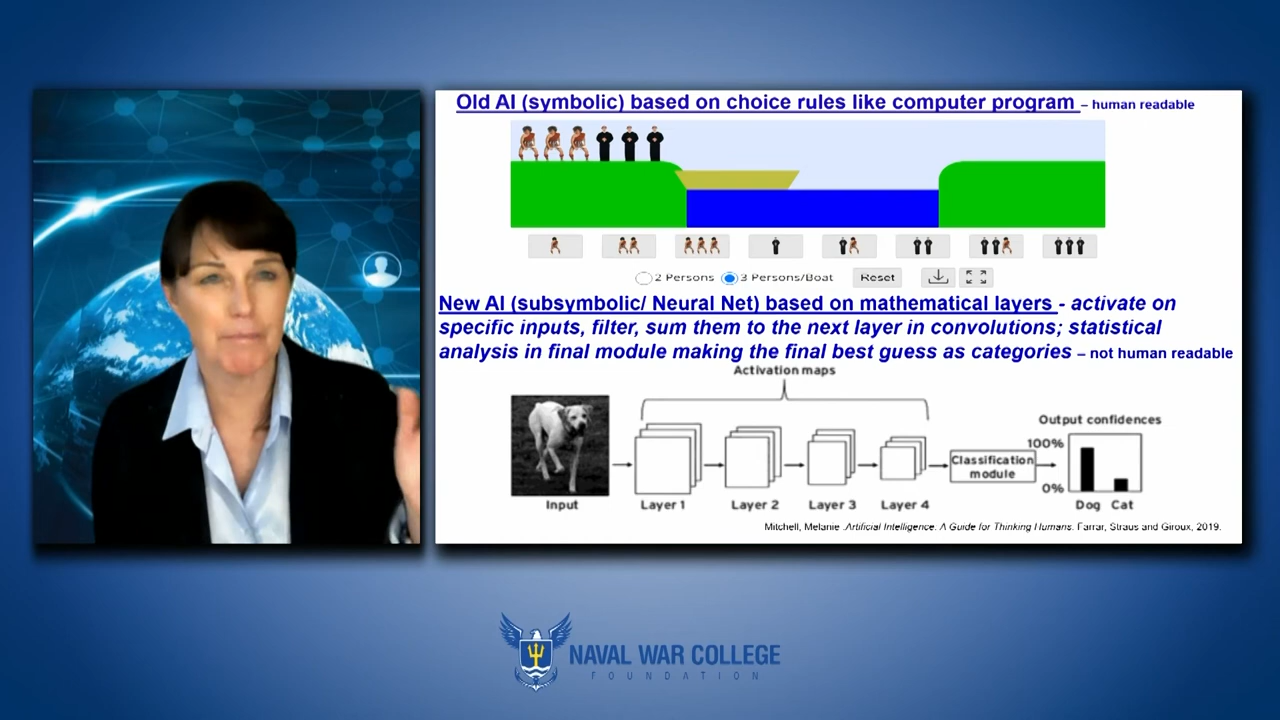 Old AI (symbolic) based on choice rules like computer program – human readable
2 Persons 3 Persons/Boat Reset
New AI (subsymbolic/ Neural Net) based on mathematical layers - activate on
specific inputs, filter, sum them to the next layer in convolutions; statistical
analysis in final module making the final best guess as categories – not human readable
Activation maps
Output confidences
100%
Classification
module
0%
Input Layer 1 Layer 2 Layer 3 Layer 4 Dog Cat
Mitchell, Melanie .Artificial Intelligence. A Guide for Thinking Humans. Farrar, Straus and Giroux, 2019.
NAVAL WAR COLLEGE
FOUNDATION